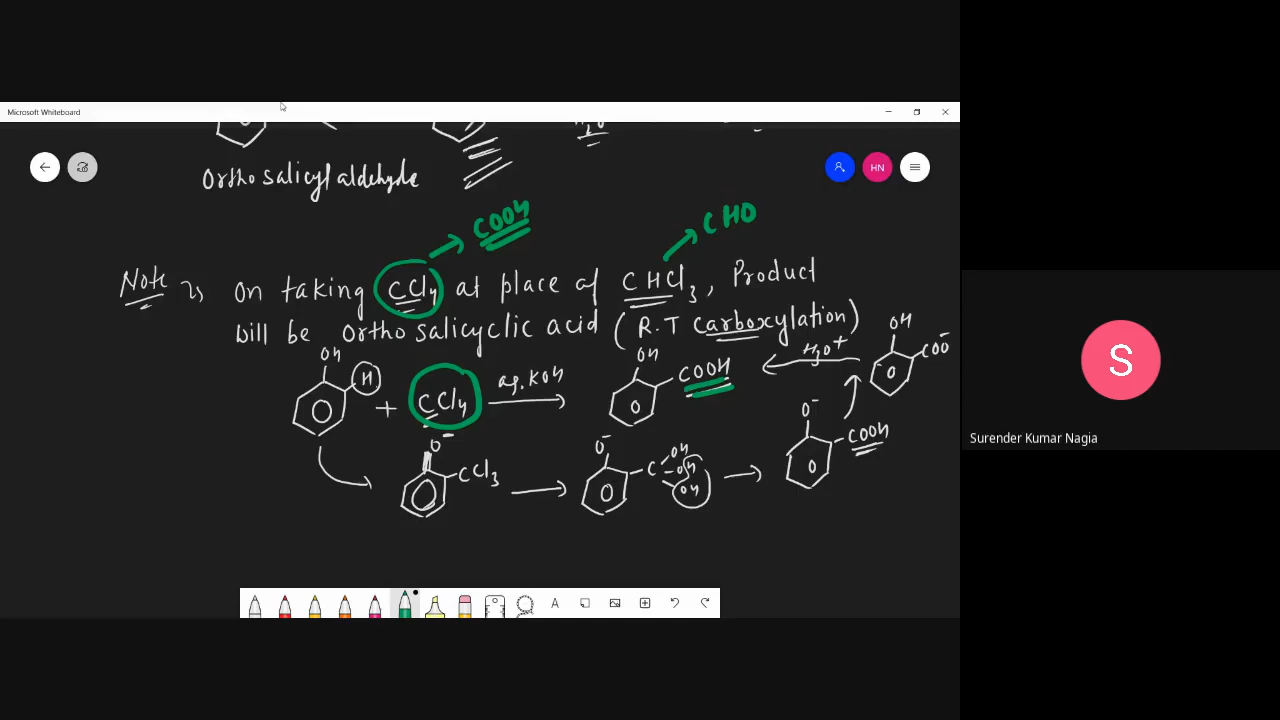 Microsoft Whiteboard
H2O
Ortho salicylaldehyde
HN
COOH
CHO
Note
On taking CCl4 at place of CHCl3, Product
will be ortho salicyclic acid (R.T Carboxylation)
OH
H
+ CCl4
aq. KOH
OH
COOH
H3O+
OH
COO-
O-
CCl3
O-
C
OH
OH
OH
O-
COOH
S
Surender Kumar Nagia
A